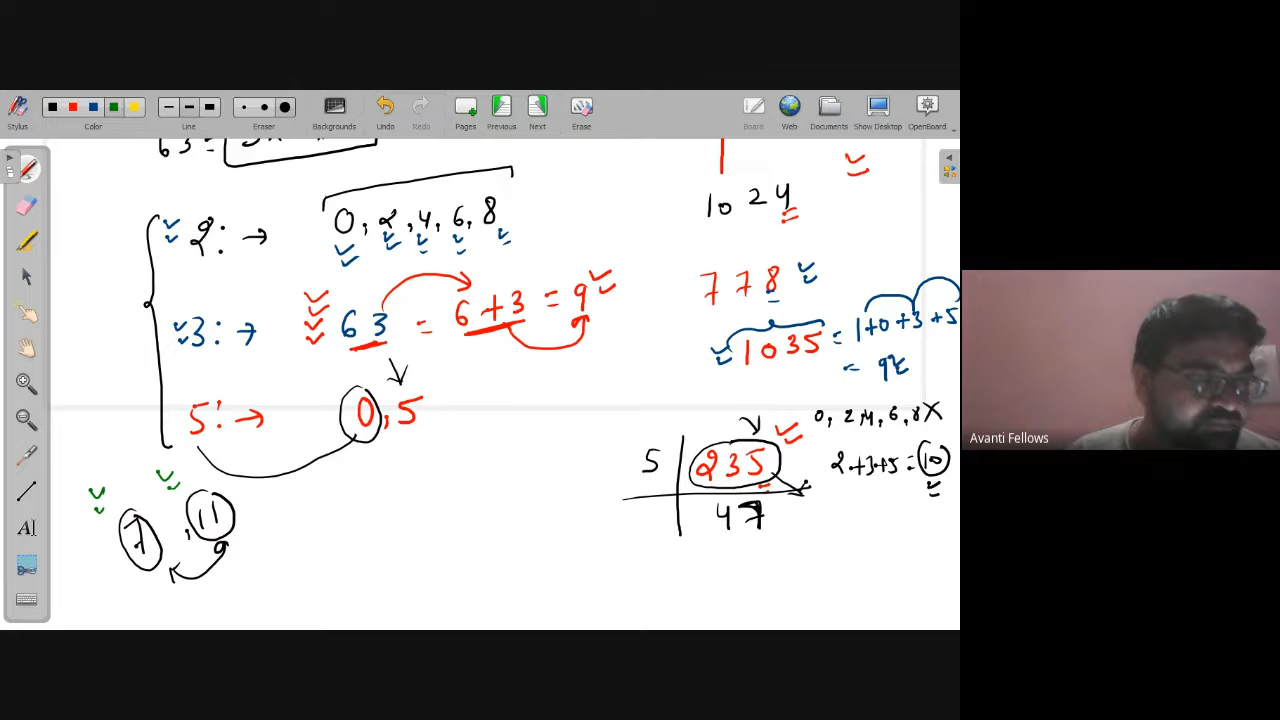 Stylus Color Line Eraser Backgrounds Undo Redo Pages Previous Next Erase Board Web Documents Show Desktop OpenBoard
63 =
2: → 0, 2, 4, 6, 8
1024
778
3: → 63 = 6+3 = 9
1035 = 1+0+3+5
= 9
5: → 0, 5
0, 2, 4, 6, 8 X
5 | 235
2+3+5 = 10
47
7, 11
Avanti Fellows